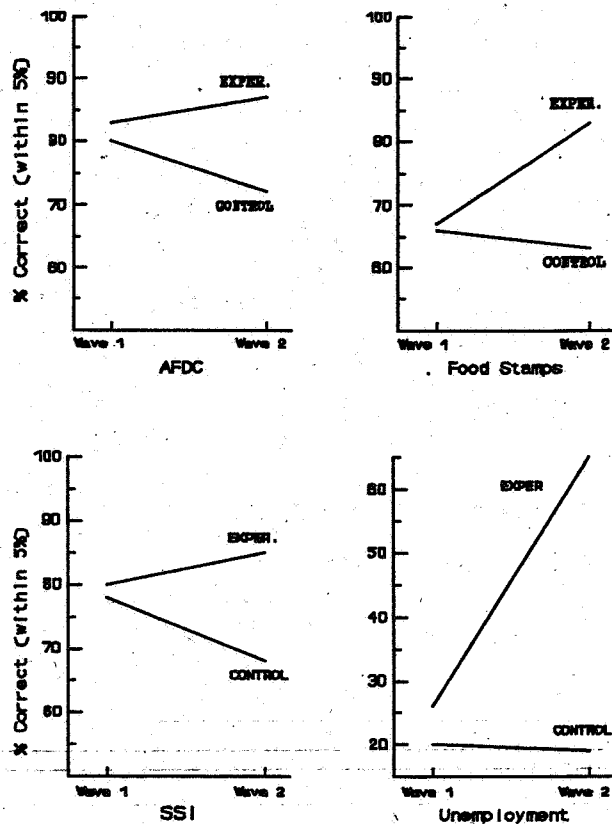 % Correct (within 5%)
100
90
80
70
60
EXPER.
CONTROL
Wave 1 Wave 2
AFDC
100
90
80
70
60
EXPER.
CONTROL
Wave 1 Wave 2
Food Stamps
% Correct (within 5%)
100
90
80
70
60
EXPER.
CONTROL
Wave 1 Wave 2
SSI
60
50
40
30
20
EXPER
CONTROL
Wave 1 Wave 2
Unemployment